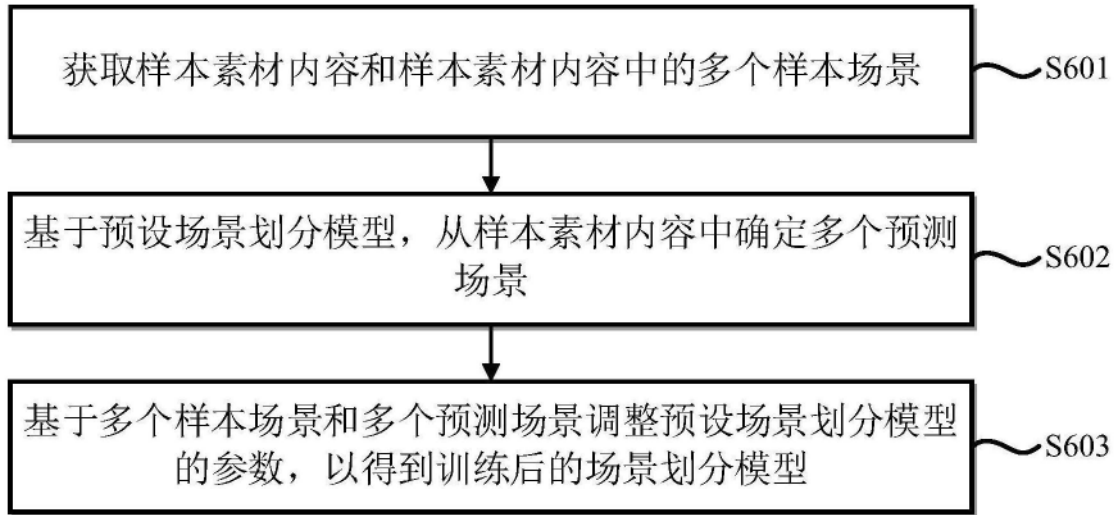 获取样本素材内容和样本素材内容中的多个样本场景
S601
基于预设场景划分模型，从样本素材内容中确定多个预测
场景
S602
基于多个样本场景和多个预测场景调整预设场景划分模型
的参数，以得到训练后的场景划分模型
S603